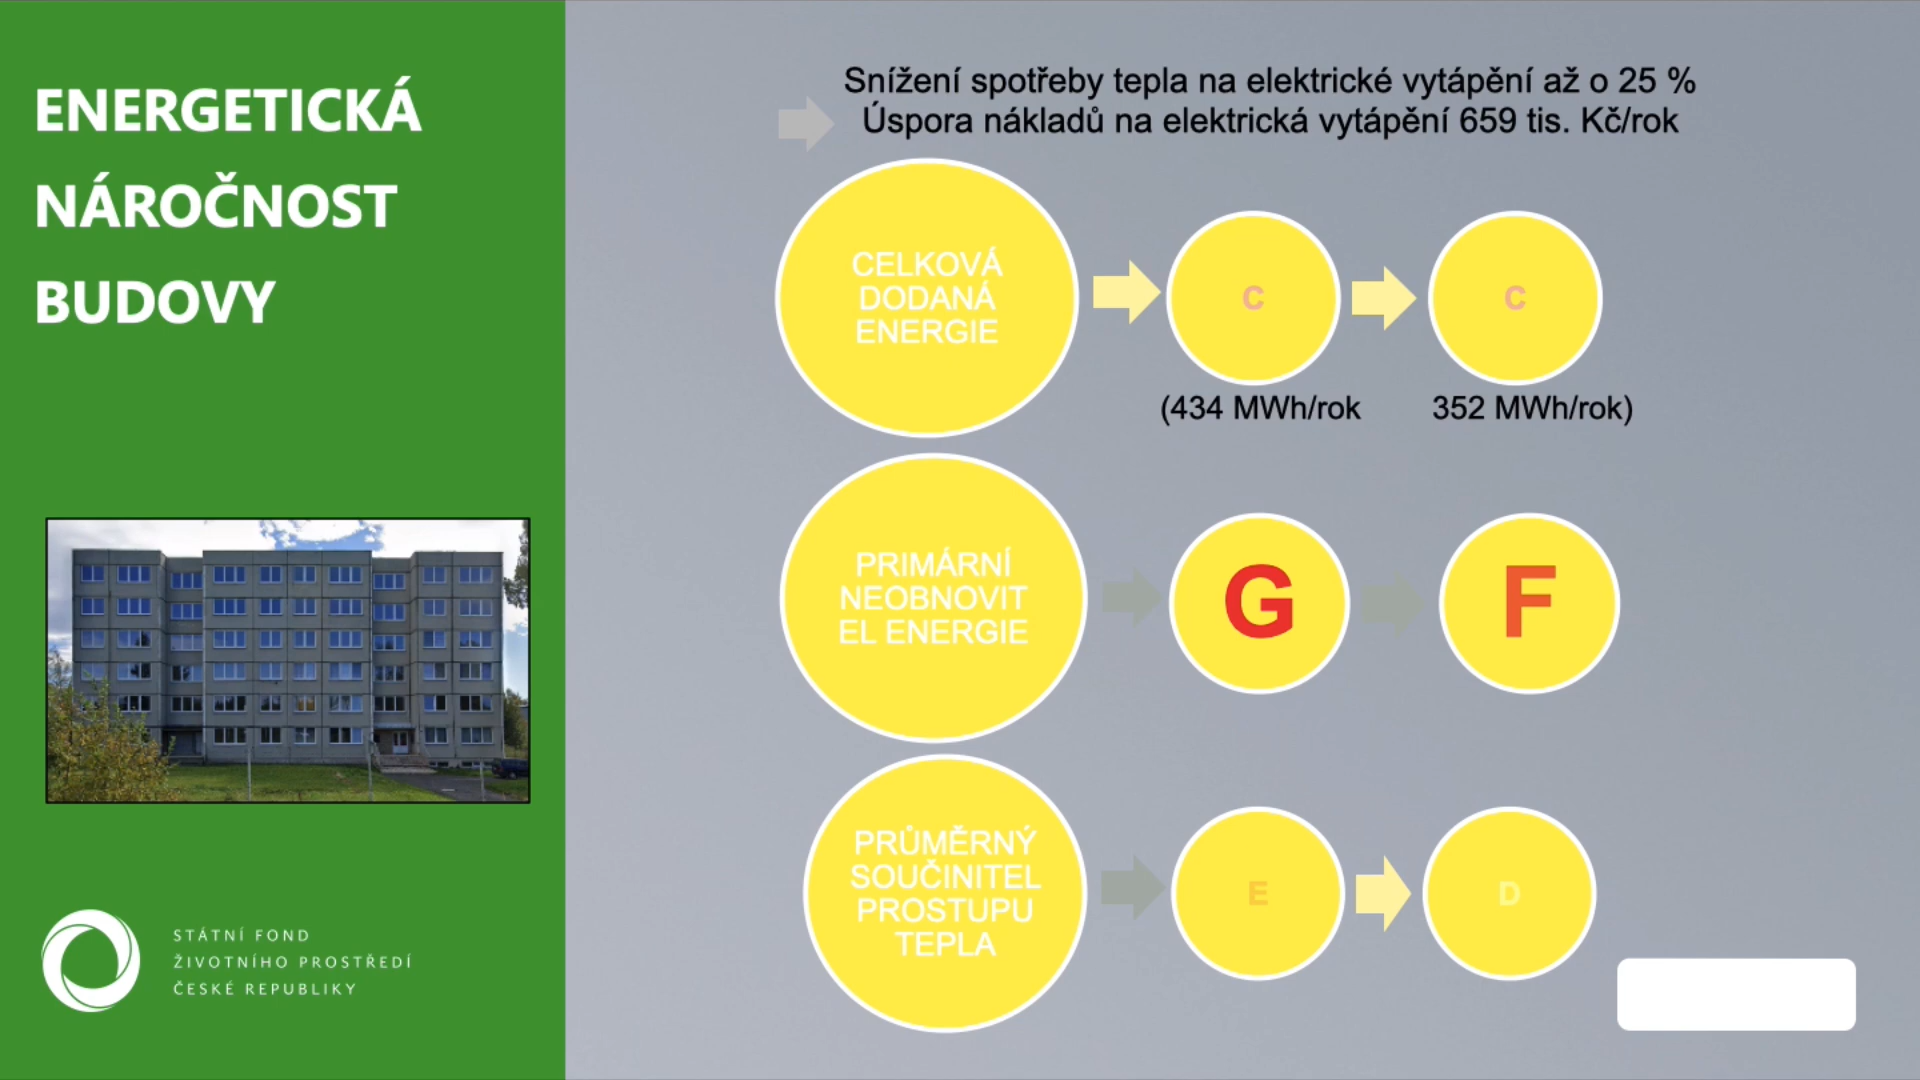 ENERGETICKÁ
NÁROČNOST
BUDOVY
STÁTNÍ FOND
ŽIVOTNÍHO PROSTŘEDÍ
ČESKÉ REPUBLIKY
Snížení spotřeby tepla na elektrické vytápění až o 25 %
Úspora nákladů na elektrická vytápění 659 tis. Kč/rok
CELKOVÁ
DODANÁ
ENERGIE
C
C
(434 MWh/rok
352 MWh/rok)
PRIMÁRNÍ
NEOBNOVIT
EL ENERGIE
G
F
PRŮMĚRNÝ
SOUČINITEL
PROSTUPU
TEPLA
E
D